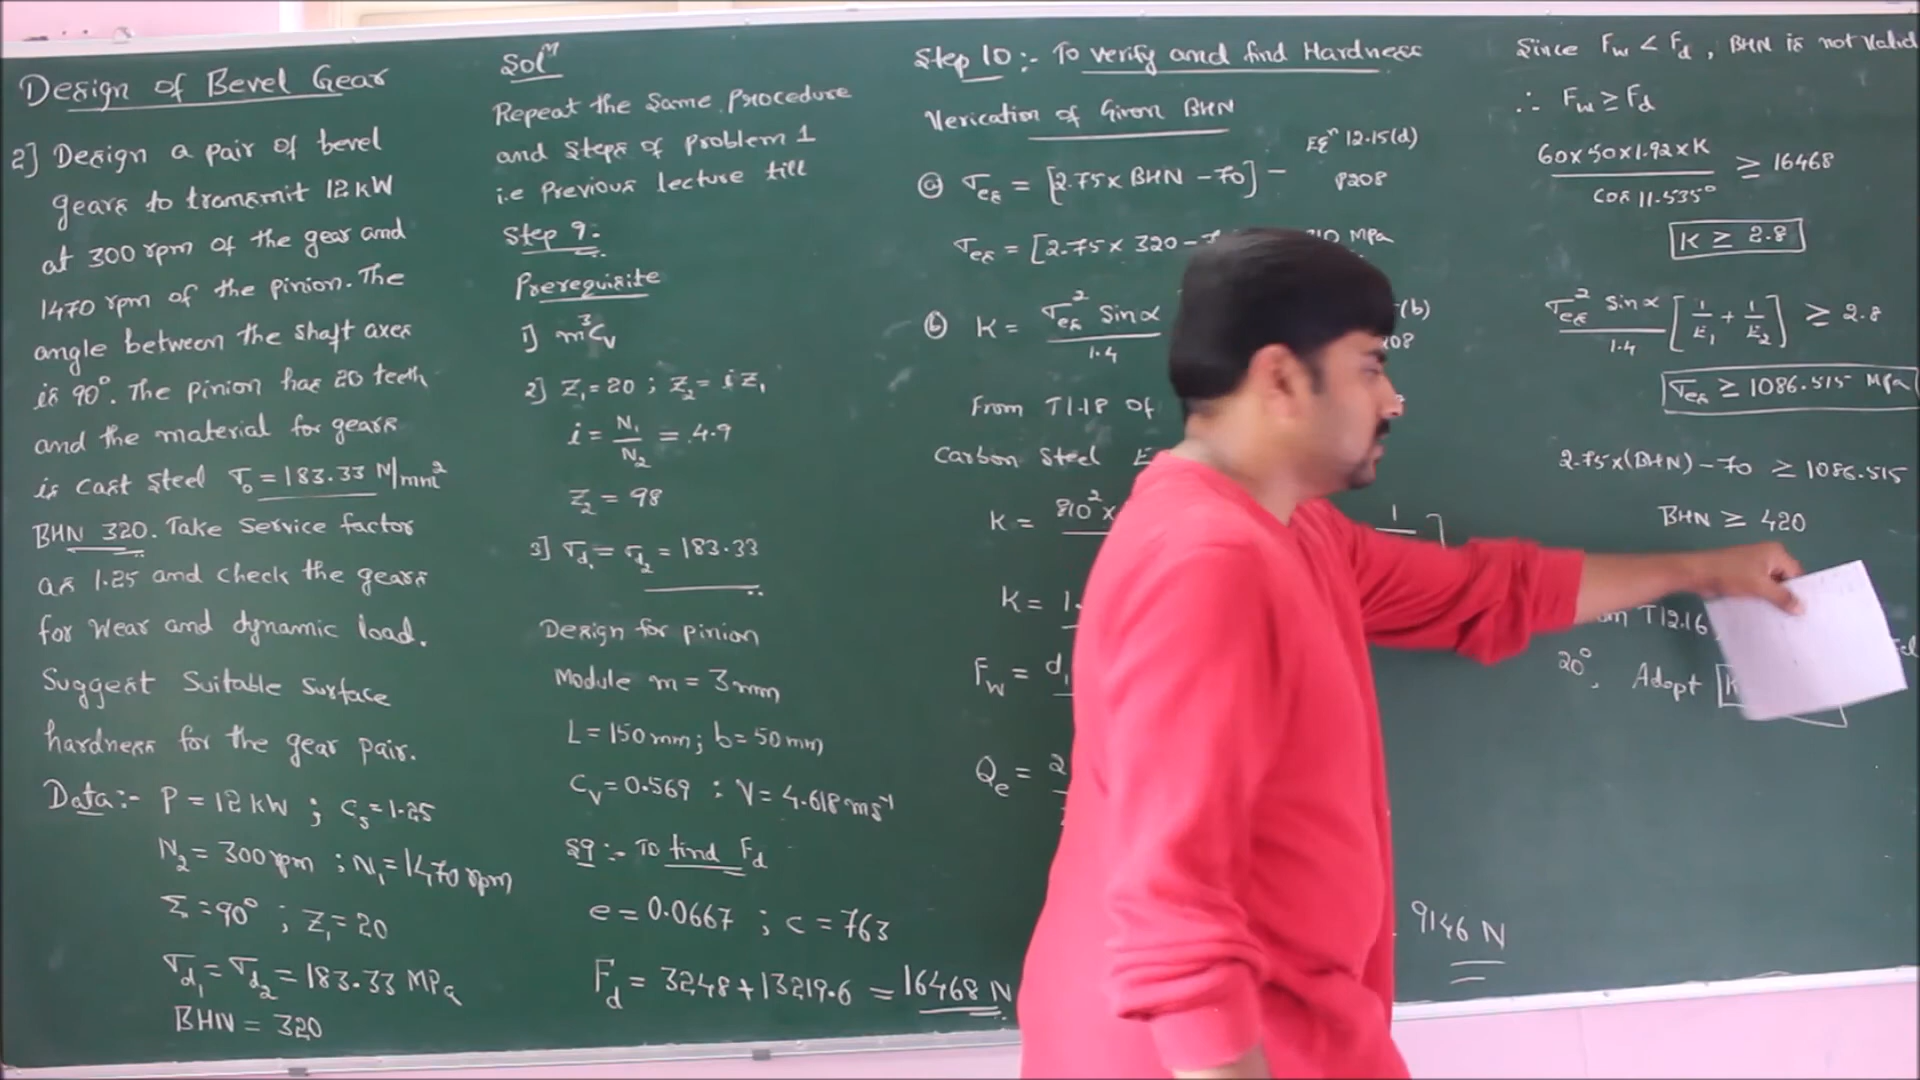 Design of Bevel Gear
2] Design a pair of bevel
gears to transmit 12 kW
at 300 rpm of the gear and
1470 rpm of the pinion. The
angle between the shaft axes
is 90°. The pinion has 20 teeth
and the material for gears
is cast steel σ₀ = 183.33 N/mm²
BHN 320. Take service factor
as 1.25 and check the gears
for wear and dynamic load.
Suggest Suitable Surface
hardness for the gear pair.
Data:- P = 12 kW ; Cs = 1.25
N₂ = 300 rpm ; N₁ = 1470 rpm
Σ = 90° ; Z₁ = 20
σd₁ = σd₂ = 183.33 MPa
BHN = 320
Solⁿ
Repeat the Same Procedure
and steps of problem 1
i.e previous lecture till
Step 9:
Prerequisite
1) m³Cv
2] Z₁ = 20 ; Z₂ = i Z₁
i = N₁/N₂ = 4.9
Z₂ = 98
3] σd₁ = σd₂ = 183.33
Design for pinion
Module m = 3mm
L = 150 mm ; b = 50 mm
Cv = 0.569 ; V = 4.618 ms⁻¹
S9:- To find Fd
e = 0.0667 ; c = 763
Fd = 3248 + 13219.6 = 16468 N
Step 10:- To verify and find Hardness
Verication of Given BHN
Eqⁿ 12.15(d)
ⓐ σes = [2.75 x BHN - 70] - P208
σes = [2.75 x 320 - 10 MPa
ⓑ K = σes² Sin α / 1.4 (b)
08
From T1.18 of
Carbon Steel E
K = 810² x 1 ]
K = 1.
Fw = d₁
Qe = 2
9146 N
Since Fw < Fd , BHN is not valid
∴ Fw ≥ Fd
60x50x1.92xK / cos 11.535° ≥ 16468
K ≥ 2.8
σes² Sin α / 1.4 [1/E₁ + 1/E₂] ≥ 2.8
σes ≥ 1086.515 MPa
2.75x(BHN) - 70 ≥ 1086.515
BHN ≥ 420
T12.16
20°, Adopt